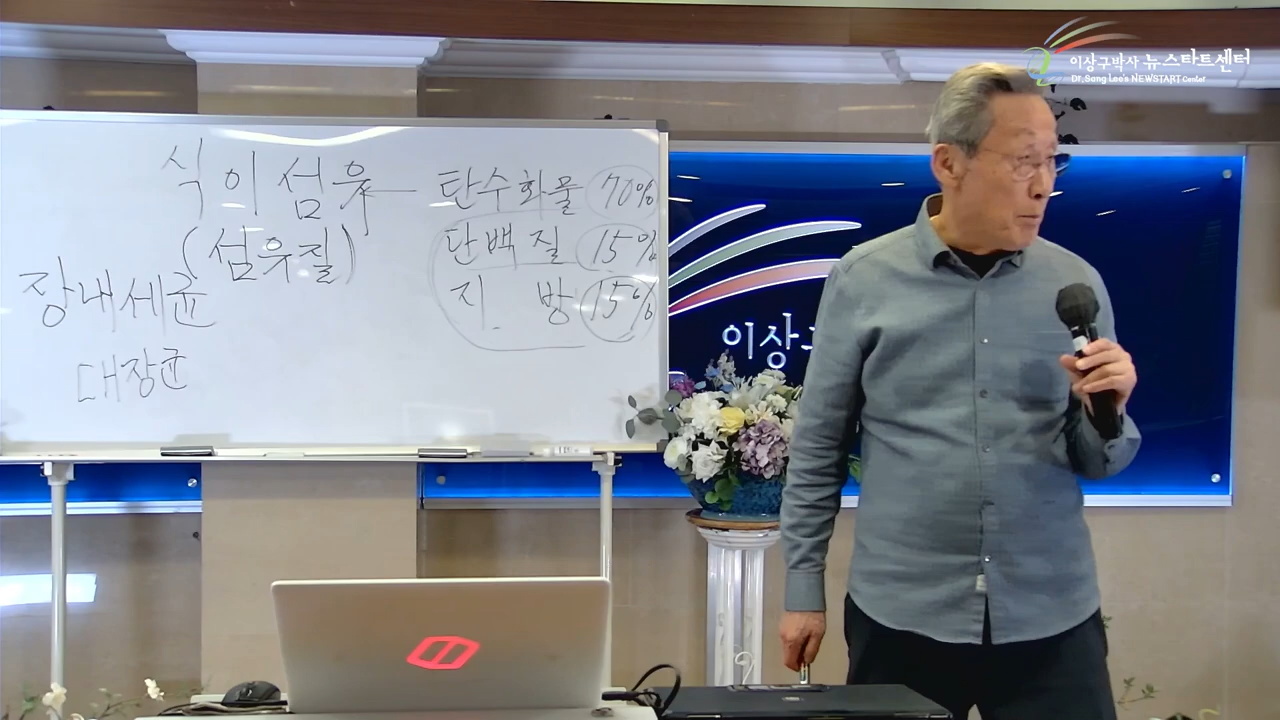 이상구박사 뉴스타트센터
Dr. Sang Lee's NEWSTART Center
식이섬유 탄수화물 70%
(섬유질) 단백질 15%
장내세균 지 방 15%
대장균
이상